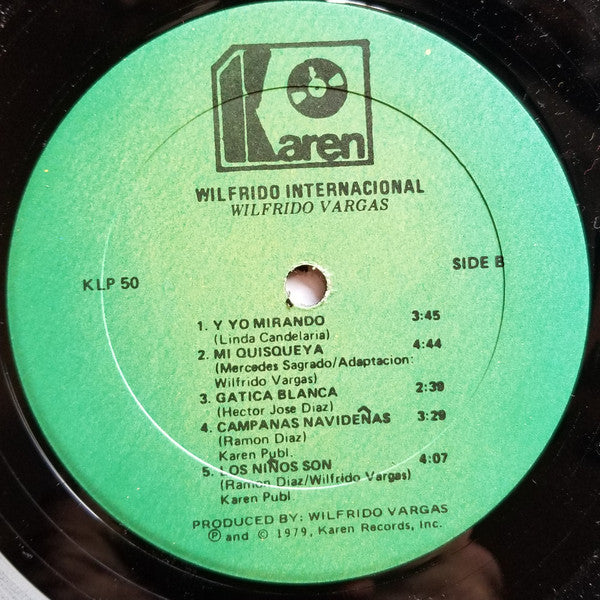 Karen
WILFRIDO INTERNACIONAL
WILFRIDO VARGAS
KLP 50
SIDE B
1. Y YO MIRANDO 3:45
(Linda Candelaria)
2. MI QUISQUEYA 4:44
(Mercedes Sagrado/Adaptacion:
Wilfrido Vargas)
3. GATICA BLANCA 2:39
(Hector Jose Diaz)
4. CAMPANAS NAVIDEÑAS 3:29
(Ramon Diaz)
Karen Publ.
5. LOS NIÑOS SON 4:07
(Ramon Diaz/Wilfrido Vargas)
Karen Publ
PRODUCED BY: WILFRIDO VARGAS
℗ and © 1979, Karen Records, Inc.